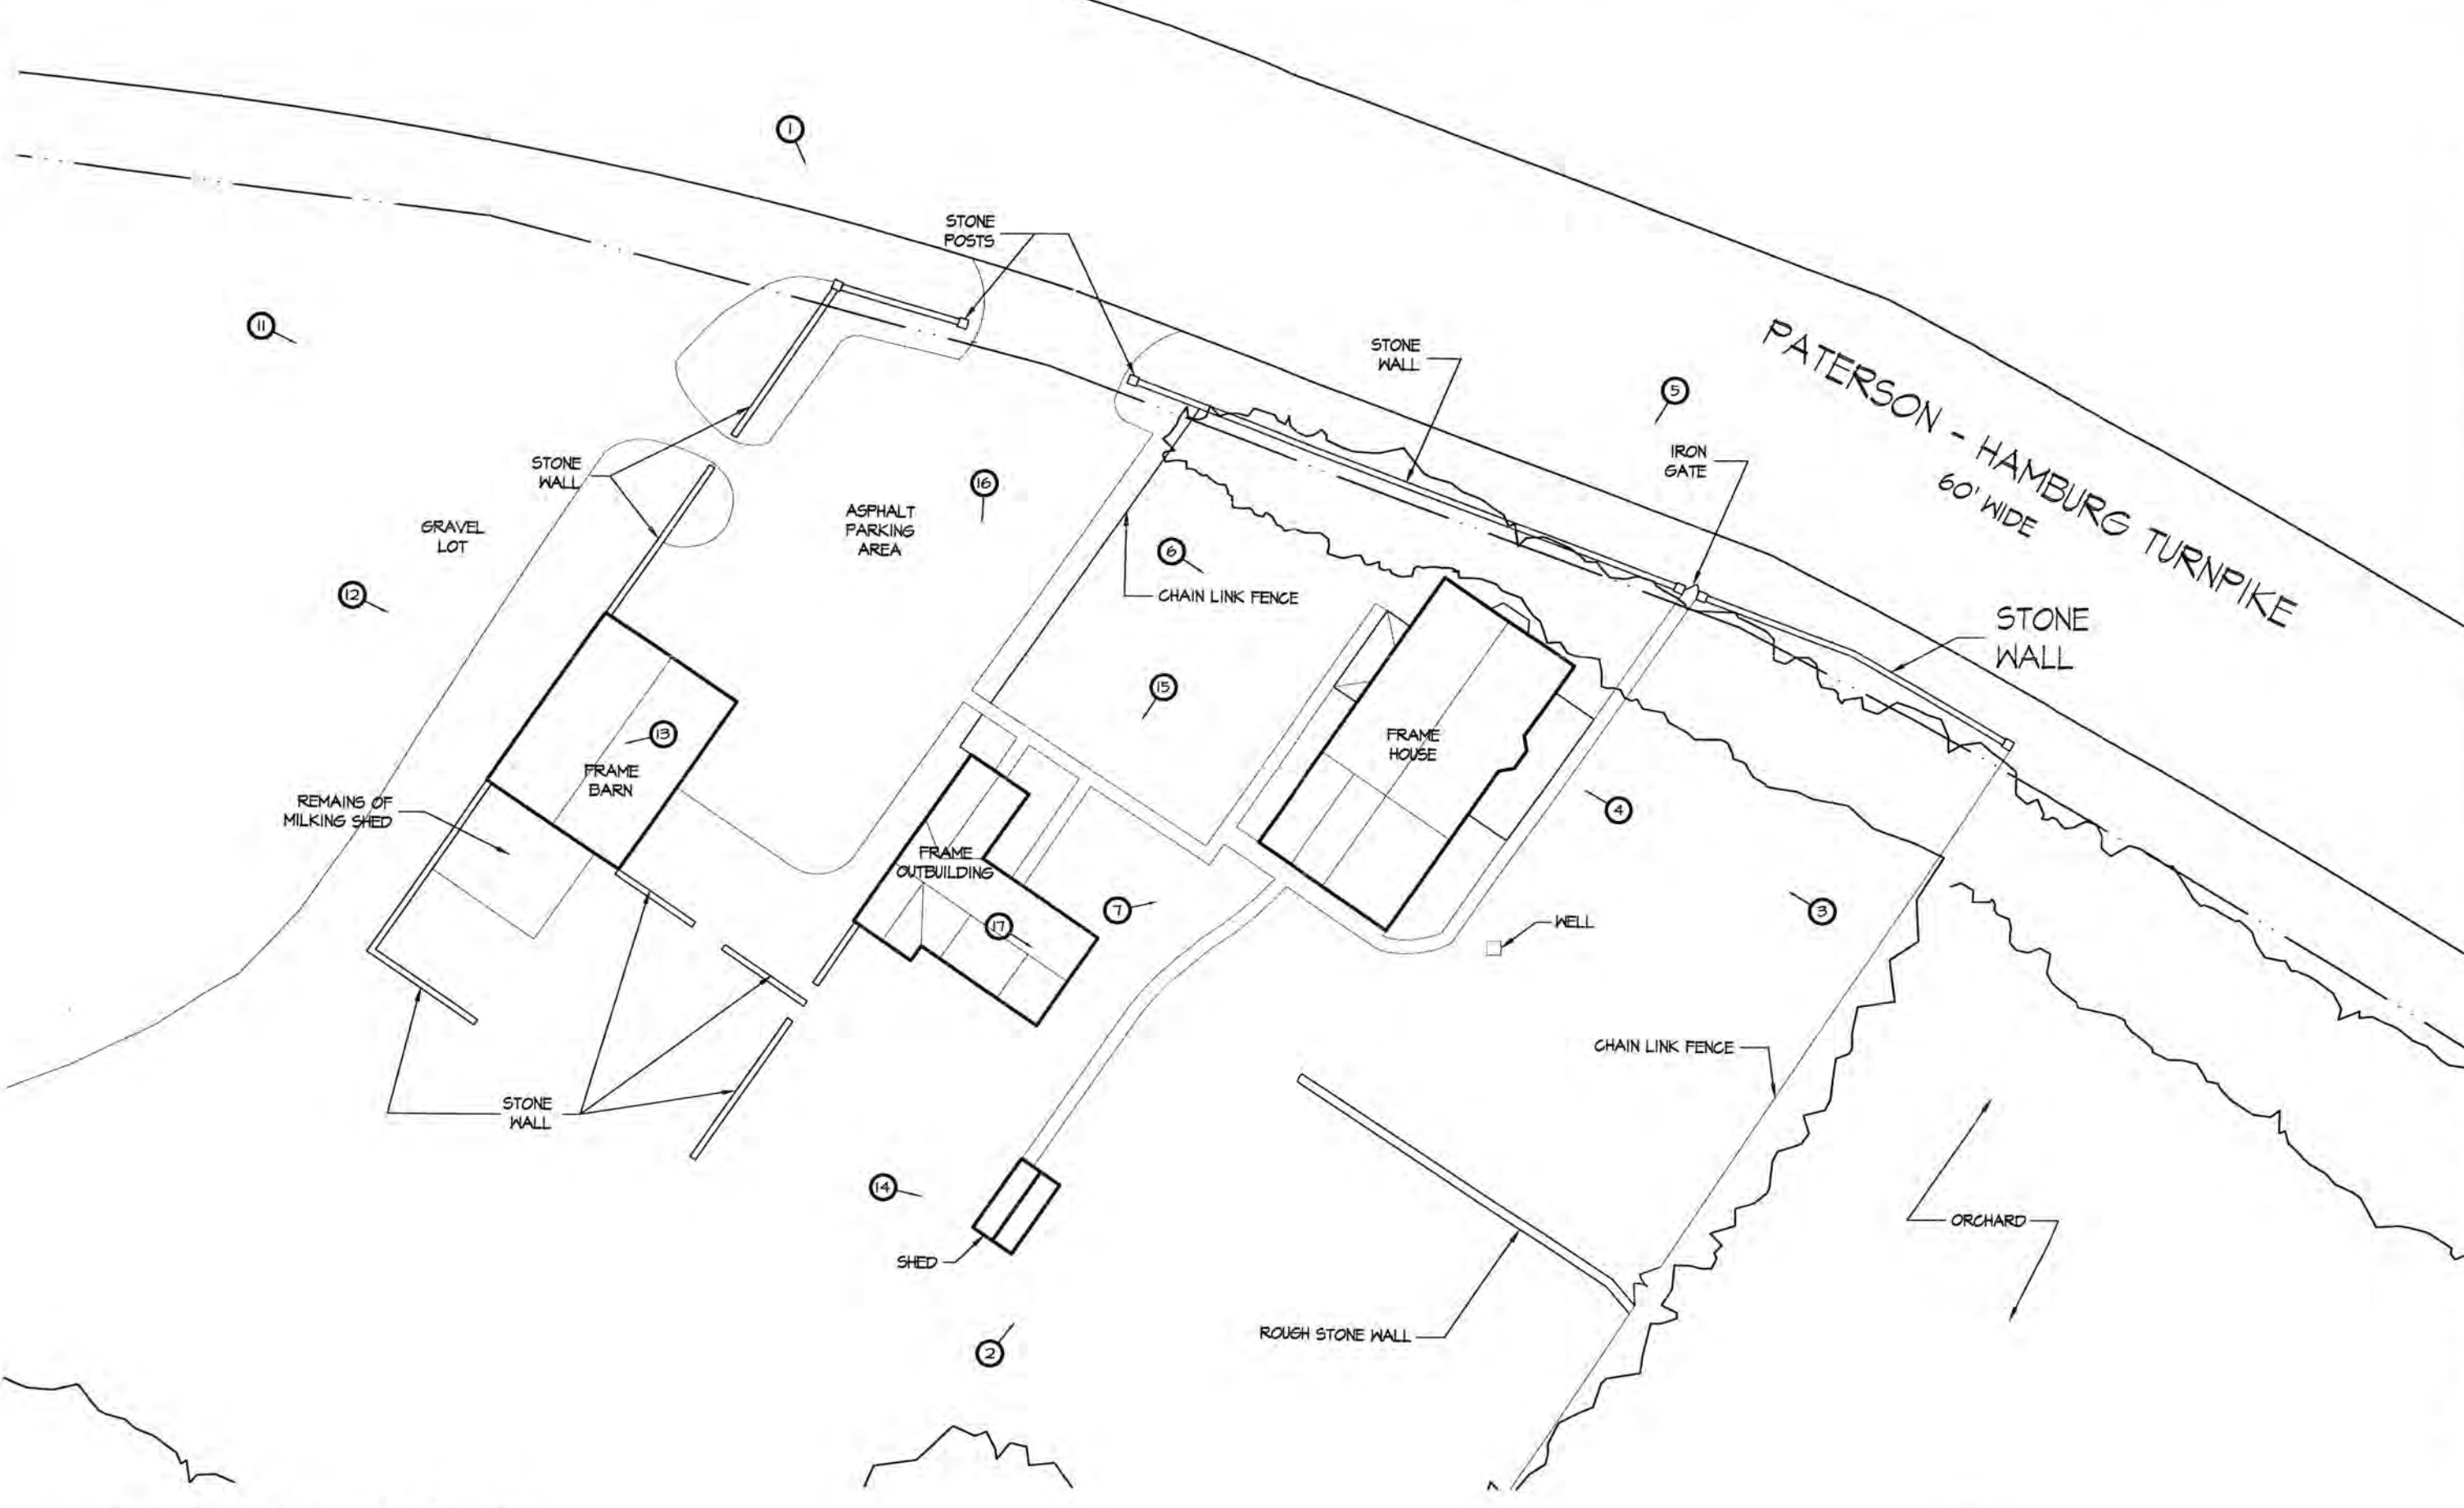 1
STONE
POSTS
11
STONE
WALL
5
PATERSON - HAMBURG TURNPIKE
60' WIDE
IRON
GATE
STONE
WALL
16
GRAVEL
LOT
ASPHALT
PARKING
AREA
6
12
CHAIN LINK FENCE
STONE
WALL
15
13
FRAME
HOUSE
FRAME
BARN
REMAINS OF
MILKING SHED
4
FRAME
OUTBUILDING
7
3
17
WELL
CHAIN LINK FENCE
STONE
WALL
14
ORCHARD
SHED
ROUGH STONE WALL
2